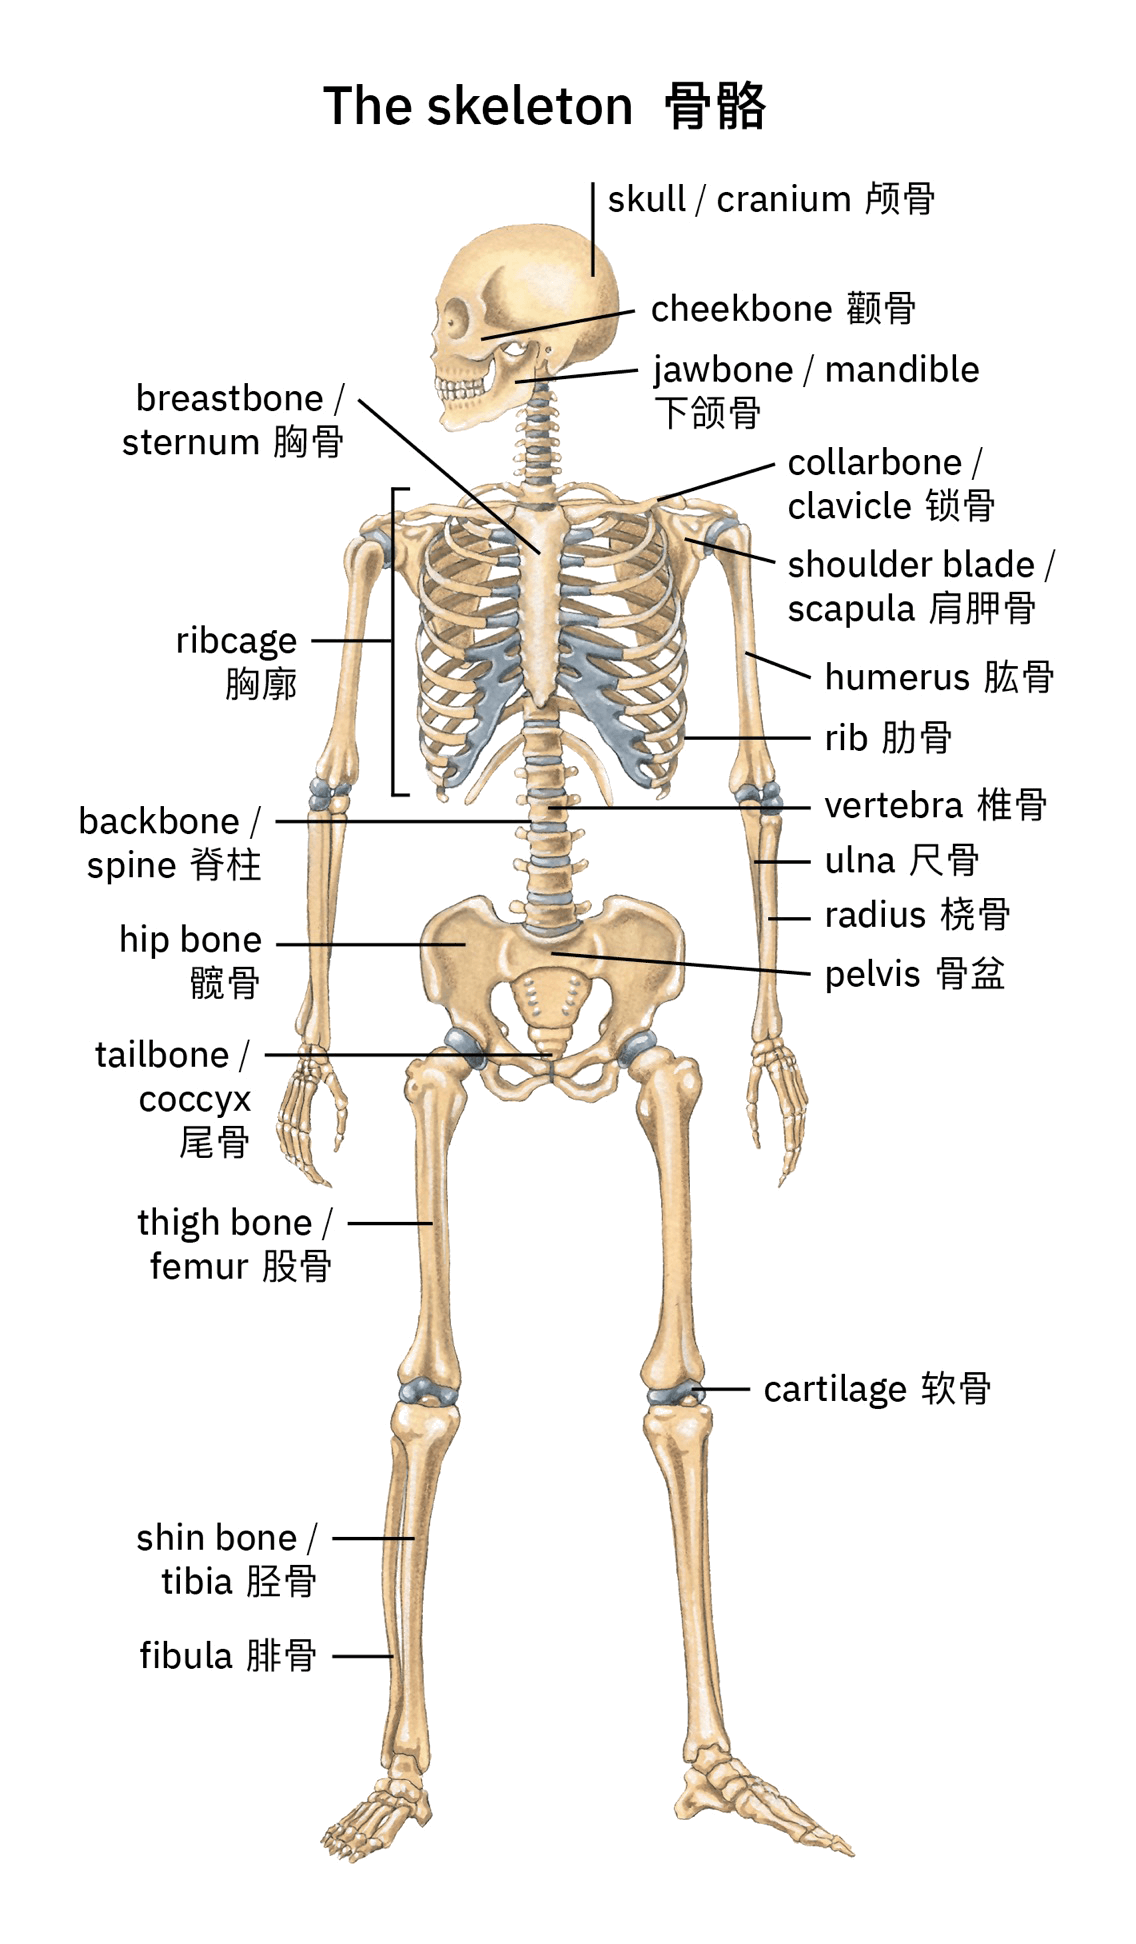 The skeleton 骨骼
skull / cranium 颅骨
cheekbone 颧骨
jawbone / mandible
下颌骨
breastbone /
sternum 胸骨
collarbone /
clavicle 锁骨
shoulder blade /
scapula 肩胛骨
ribcage
胸廓
humerus 肱骨
rib 肋骨
vertebra 椎骨
backbone /
spine 脊柱
ulna 尺骨
radius 桡骨
hip bone
髋骨
pelvis 骨盆
tailbone /
coccyx
尾骨
thigh bone /
femur 股骨
cartilage 软骨
shin bone /
tibia 胫骨
fibula 腓骨